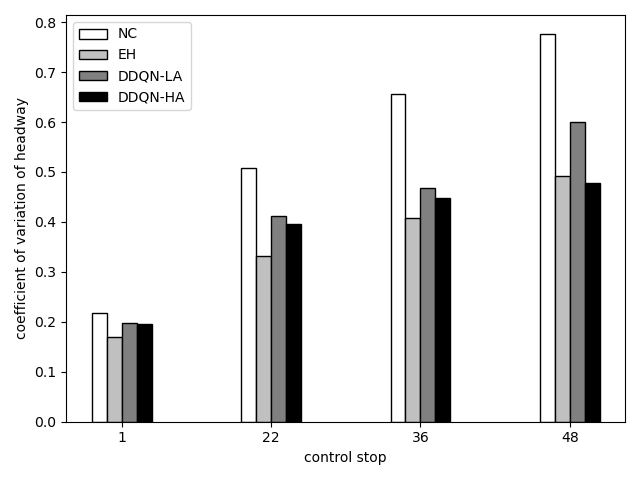 NC
EH
DDQN-LA
DDQN-HA
coefficient of variation of headway
0.8
0.7
0.6
0.5
0.4
0.3
0.2
0.1
0.0
1 22 36 48
control stop